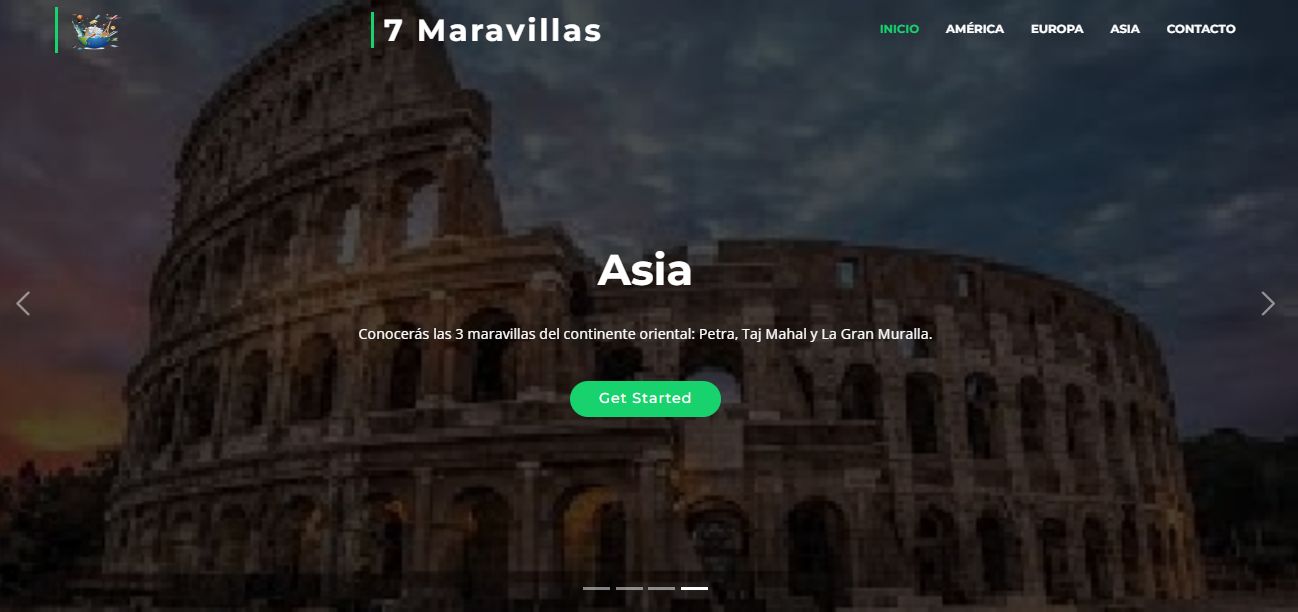 7 Maravillas
INICIO AMÉRICA EUROPA ASIA CONTACTO
Asia
Conocerás las 3 maravillas del continente oriental: Petra, Taj Mahal y La Gran Muralla.
Get Started